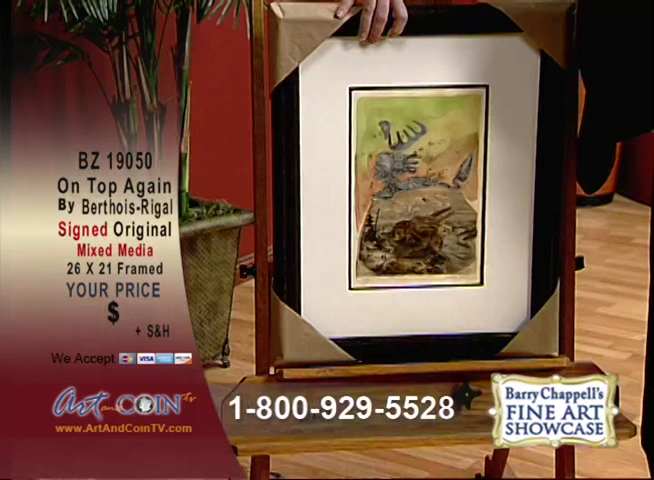 BZ 19050
On Top Again
By Berthois-Rigal
Signed Original
Mixed Media
26 X 21 Framed
YOUR PRICE
$
+ S&H
We Accept
VISA
Art and COIN tv
www.ArtAndCoinTV.com
1-800-929-5528
Barry Chappell's
FINE ART
SHOWCASE